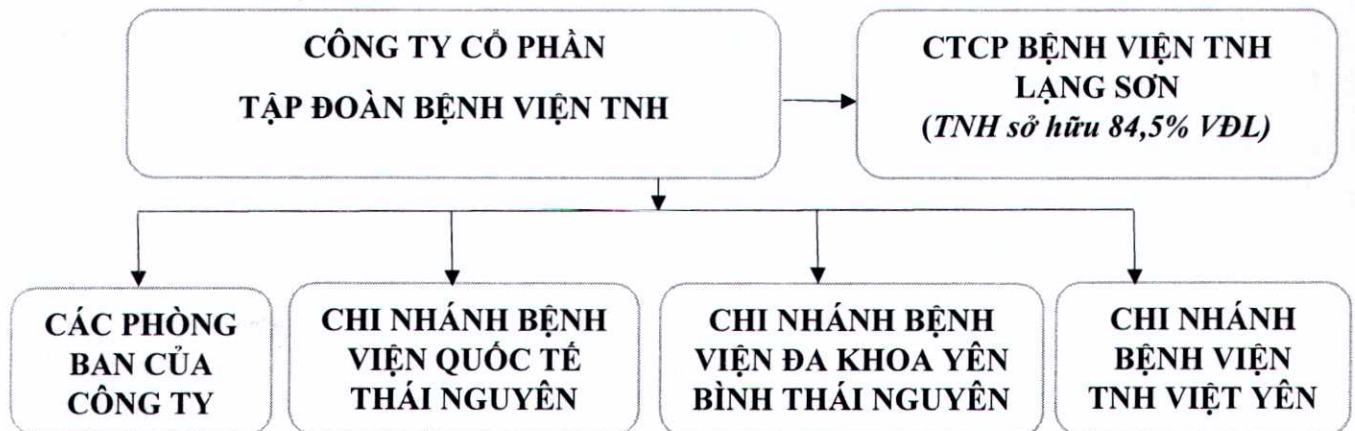 CÔNG TY CỔ PHẦN
TẬP ĐOÀN BỆNH VIỆN TNH
CTCP BỆNH VIỆN TNH
LẠNG SƠN
(TNH sở hữu 84,5% VĐL)
CÁC PHÒNG
BAN CỦA
CÔNG TY
CHI NHÁNH BỆNH
VIỆN QUỐC TẾ
THÁI NGUYÊN
CHI NHÁNH BỆNH
VIỆN ĐA KHOA YÊN
BÌNH THÁI NGUYÊN
CHI NHÁNH
BỆNH VIỆN
TNH VIỆT YÊN